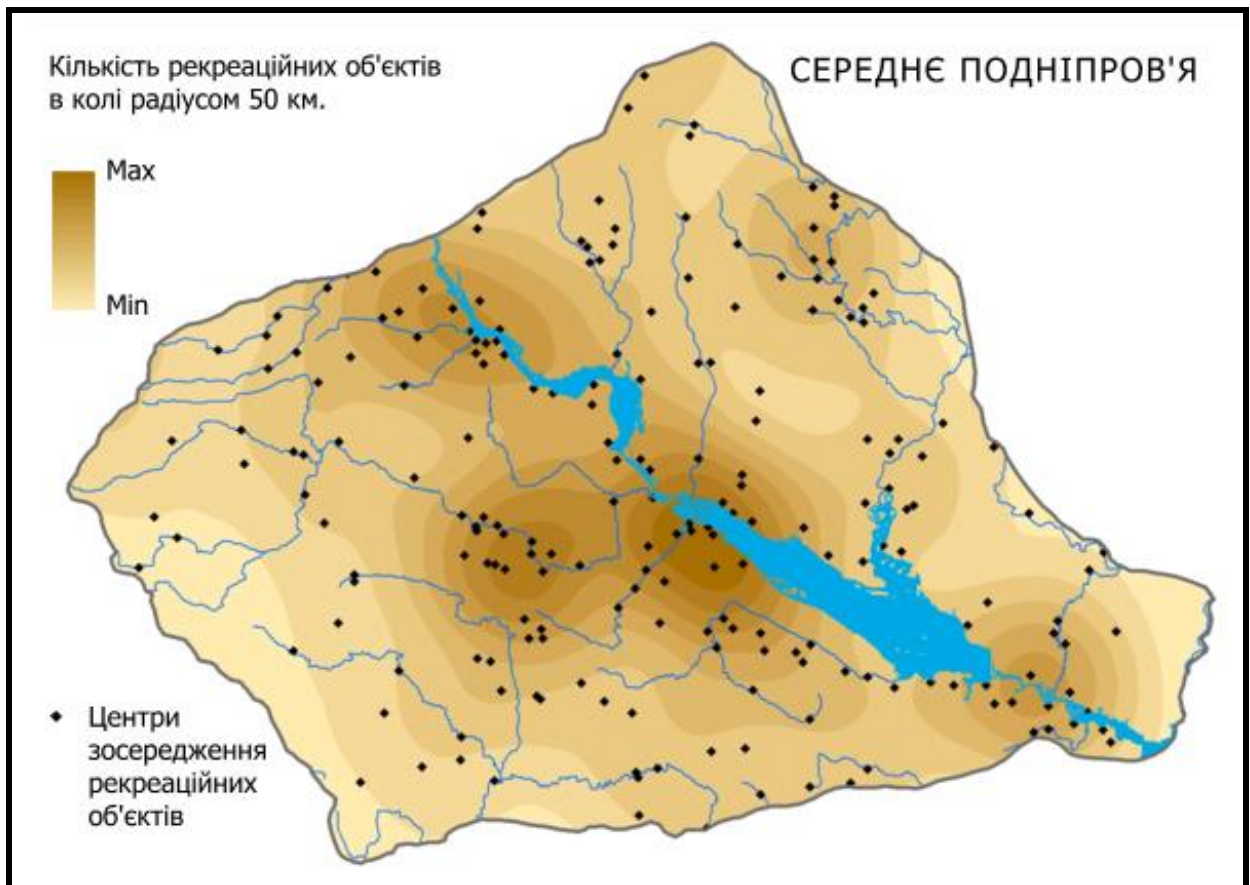 Кількість рекреаційних об'єктів
в колі радіусом 50 км.
СЕРЕДНЄ ПОДНІПРОВ'Я
Max
Min
Центри
зосередження
рекреаційних
об'єктів